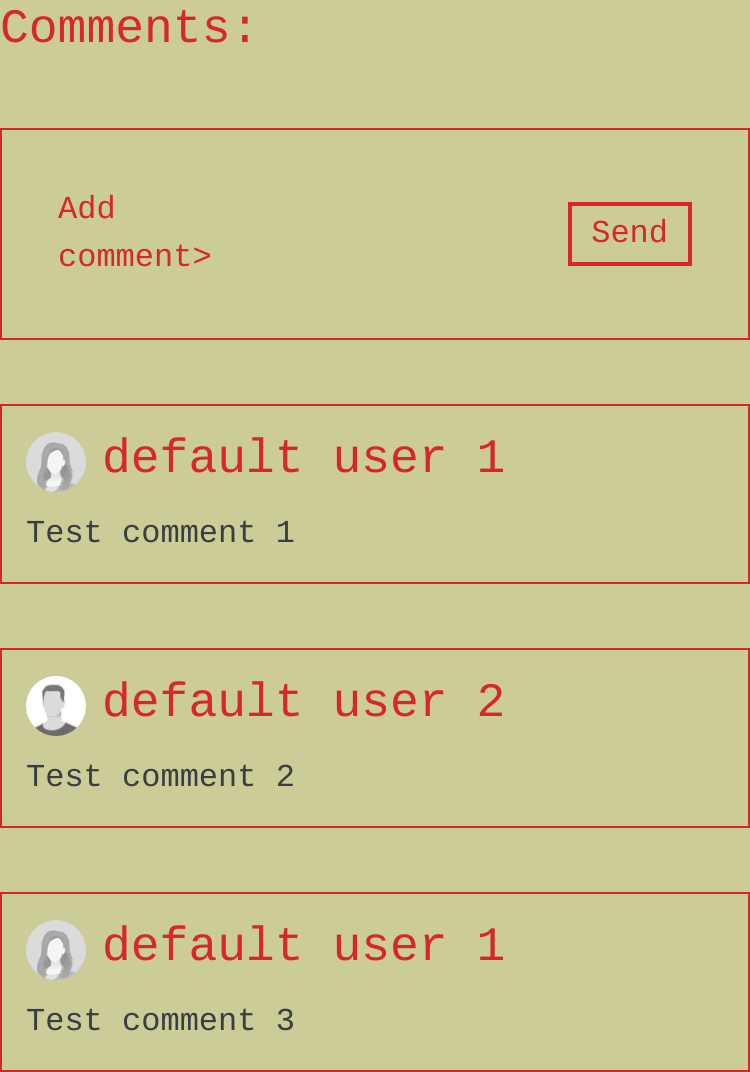 Comments:
Add
comment>
Send
default user 1
Test comment 1
default user 2
Test comment 2
default user 1
Test comment 3